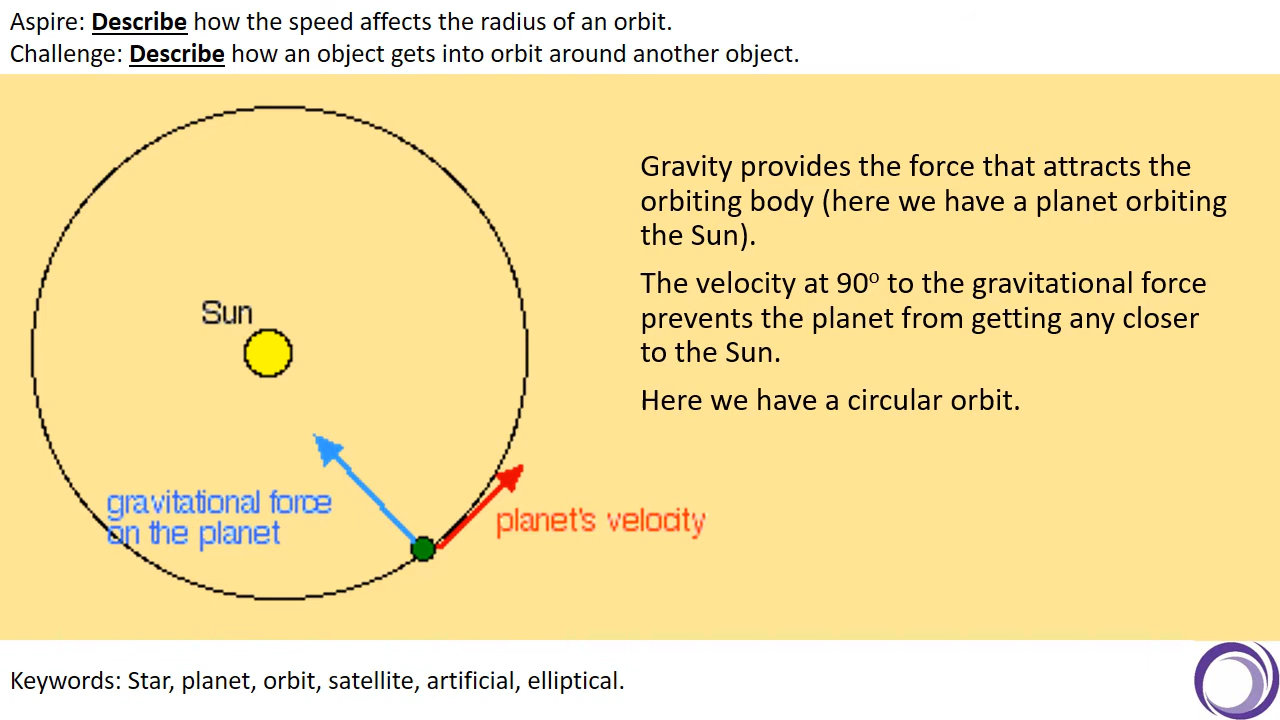 Aspire: Describe how the speed affects the radius of an orbit.
Challenge: Describe how an object gets into orbit around another object.
Sun
gravitational force
on the planet
planet's velocity
Gravity provides the force that attracts the
orbiting body (here we have a planet orbiting
the Sun).
The velocity at 90º to the gravitational force
prevents the planet from getting any closer
to the Sun.
Here we have a circular orbit.
Keywords: Star, planet, orbit, satellite, artificial, elliptical.